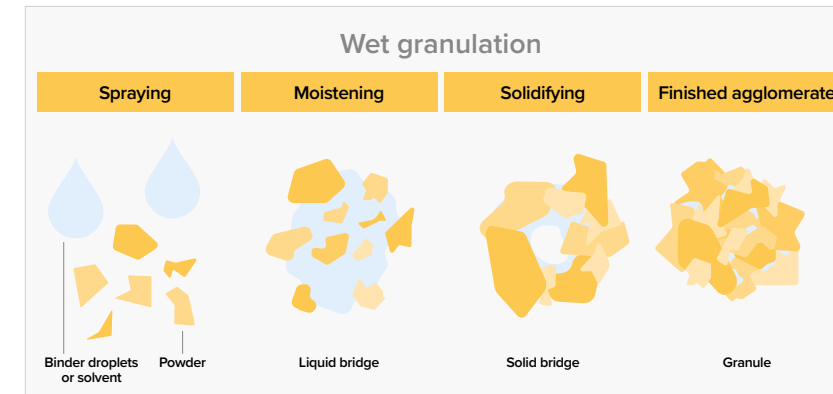 Wet granulation
Spraying
Moistening
Solidifying
Finished agglomerate
Binder droplets
or solvent
Powder
Liquid bridge
Solid bridge
Granule